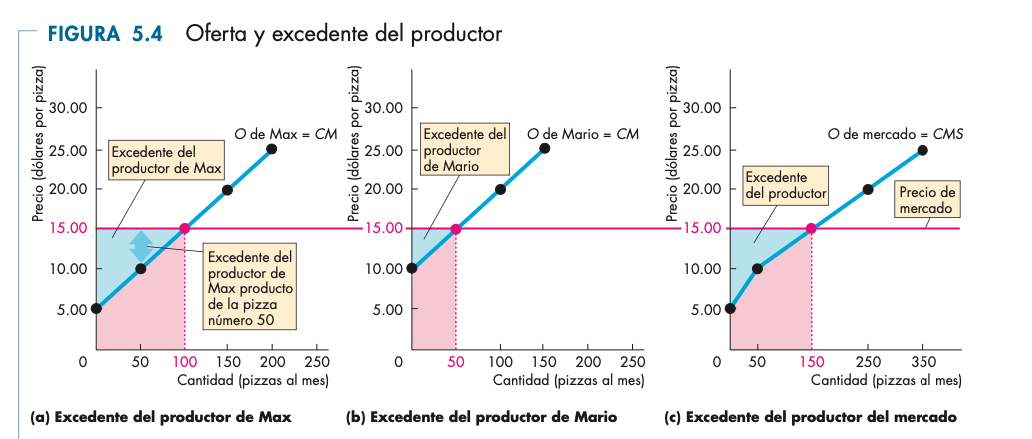 FIGURA 5.4 Oferta y excedente del productor
Precio (dólares por pizza)
30.00
25.00
20.00
15.00
10.00
5.00
0
50
100
150
200
250
Cantidad (pizzas al mes)
O de Max = CM
Excedente del
productor de Max
Excedente del
productor de
Max producto
de la pizza
número 50
(a) Excedente del productor de Max
Precio (dólares por pizza)
30.00
25.00
20.00
15.00
10.00
5.00
0
50
100
150
200
250
Cantidad (pizzas al mes)
O de Mario = CM
Excedente del
productor
de Mario
(b) Excedente del productor de Mario
Precio (dólares por pizza)
30.00
25.00
20.00
15.00
10.00
5.00
0
50
150
250
350
Cantidad (pizzas al mes)
O de mercado = CMS
Excedente
del productor
Precio de
mercado
(c) Excedente del productor del mercado